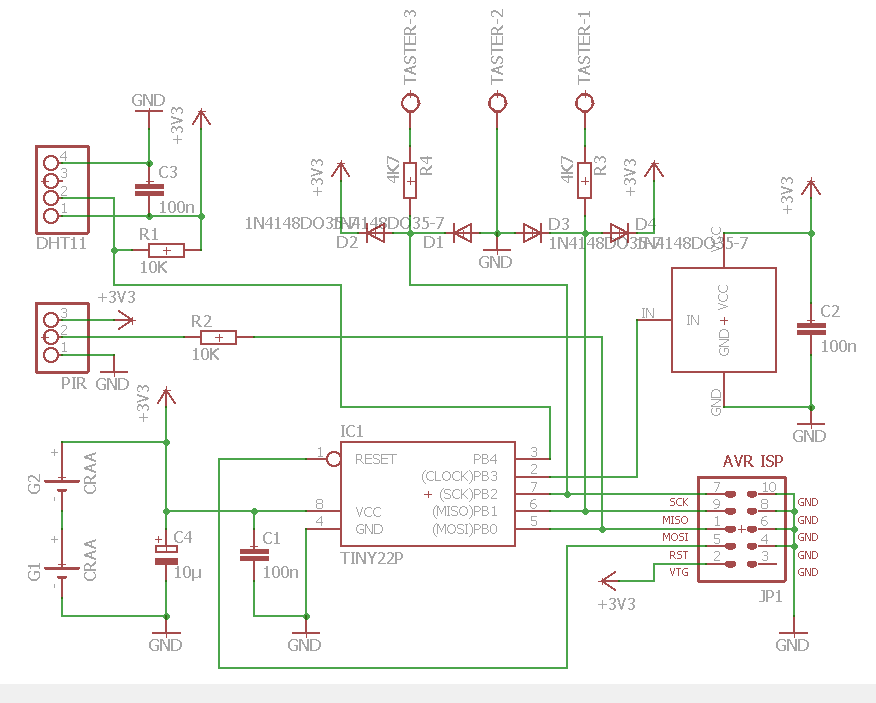 TASTER-3
TASTER-2
TASTER-1
GND
+3V3
C3
100n
4
3
2
1
DHT11
R1
10K
+3V3
4K7
R4
4K7
R3
+3V3
+3V3
1N4148DO35-7
1N4148DO35-7
D2
D1
D3
D4
1N4148DO35-7
1N4148DO35-7
GND
VCC
IN
IN
GND
VCC
GND
C2
100n
GND
+3V3
3
2
1
PIR
GND
R2
10K
+3V3
G2
CRAA
G1
CRAA
+
-
+
-
+
C4
10µ
GND
C1
100n
GND
IC1
1
RESET
8
VCC
4
GND
PB4
3
(CLOCK)PB3
2
(SCK)PB2
7
(MISO)PB1
6
(MOSI)PB0
5
TINY22P
AVR ISP
SCK
7
10
GND
MISO
9
8
GND
MOSI
1
6
GND
RST
5
4
GND
VTG
2
3
GND
JP1
+3V3
GND